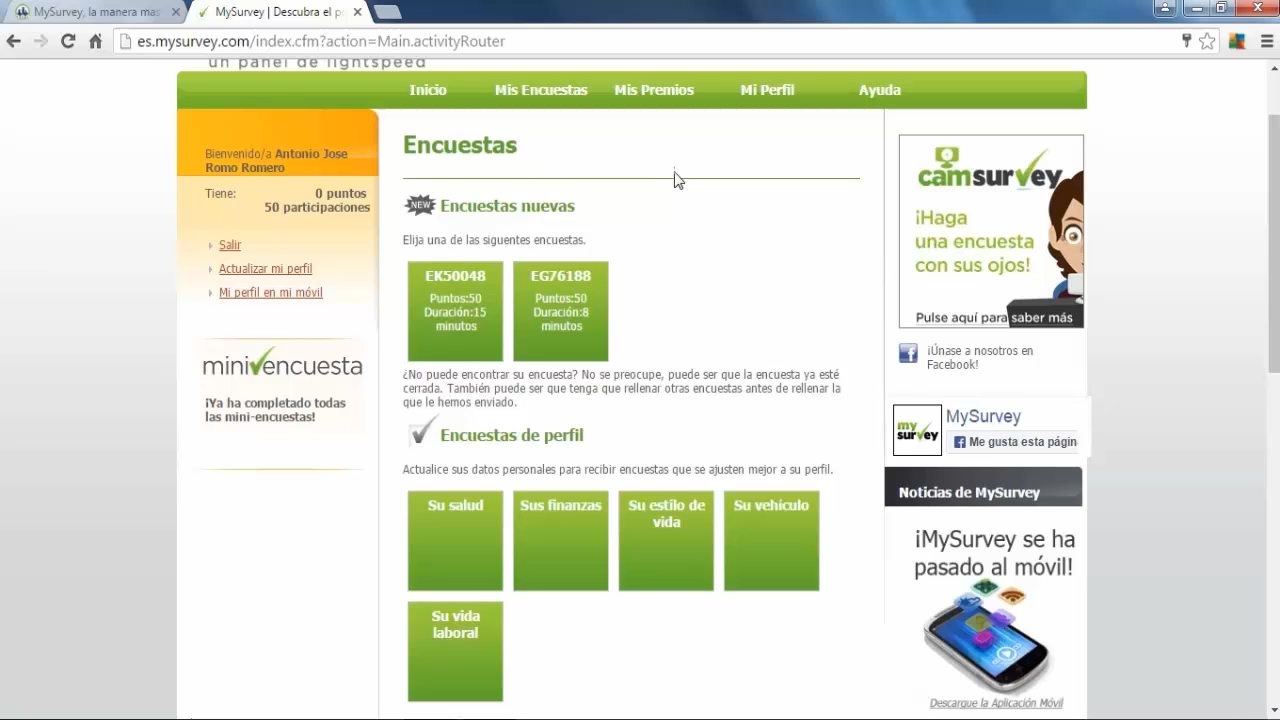 MySurvey, la manera mas
MySurvey | Descubra el p
es.mysurvey.com/index.cfm?action=Main.activityRouter
un panel de lightspeed
Inicio
Mis Encuestas
Mis Premios
Mi Perfil
Ayuda
Bienvenido/a Antonio Jose
Romo Romero
Tiene:
0 puntos
50 participaciones
Salir
Actualizar mi perfil
Mi perfil en mi móvil
minivencuesta
¡Ya ha completado todas
las mini-encuestas!
Encuestas
NEW
Encuestas nuevas
Elija una de las siguentes encuestas.
EK50048
Puntos:50
Duración:15
minutos
EG76188
Puntos:50
Duración:8
minutos
¿No puede encontrar su encuesta? No se preocupe, puede ser que la encuesta ya esté
cerrada. También puede ser que tenga que rellenar otras encuestas antes de rellenar la
que le hemos enviado.
Encuestas de perfil
Actualice sus datos personales para recibir encuestas que se ajusten mejor a su perfil.
Su salud
Sus finanzas
Su estilo de
vida
Su vehículo
Su vida
laboral
camsurvey
¡Haga
una encuesta
con sus ojos!
Pulse aquí para saber más
¡Únase a nosotros en
Facebook!
my
survey
MySurvey
Me gusta esta págin
Noticias de MySurvey
¡MySurvey se ha
pasado al móvil!
Descargue la Aplicación Móvil